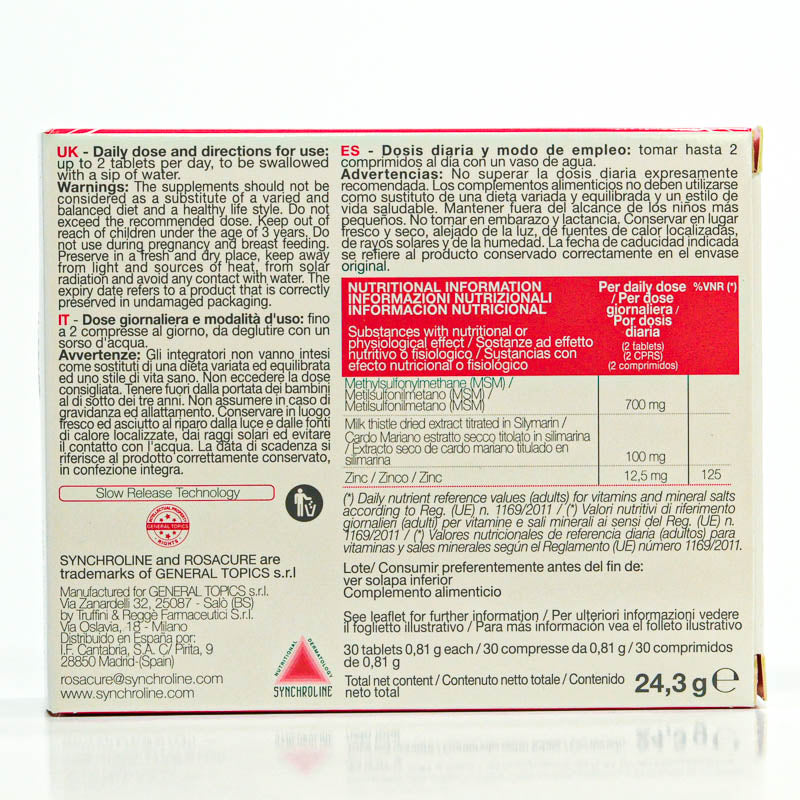 UK - Daily dose and directions for use:
up to 2 tablets per day, to be swallowed
with a sip of water.
Warnings: The supplements should not be
considered as a substitute of a varied and
balanced diet and a healthy life style. Do not
exceed the recommended dose. Keep out of
reach of children under the age of 3 years. Do
not use during pregnancy and breast feeding.
Preserve in a fresh and dry place, keep away
from light and sources of heat, from solar
radiation and avoid any contact with water. The
expiry date refers to a product that is correctly
preserved in undamaged packaging.
IT - Dose giornaliera e modalità d'uso: fino
a 2 compresse al giorno, da deglutire con un
sorso d'acqua.
Avvertenze: Gli integratori non vanno intesi
come sostituti di una dieta variata ed equilibrata
ed uno stile di vita sano. Non eccedere la dose
consigliata. Tenere fuori dalla portata dei bambini
al di sotto dei tre anni. Non assumere in caso di
gravidanza ed allattamento. Conservare in luogo
fresco ed asciutto al riparo dalla luce e dalle fonti
di calore localizzate, dai raggi solari ed evitare
il contatto con l'acqua. La data di scadenza si
riferisce al prodotto correttamente conservato,
in confezione integra.
Slow Release Technology
INTELLECTUAL PROPERTY
GENERAL TOPICS
RIGHTS
SYNCHROLINE and ROSACURE are
trademarks of GENERAL TOPICS s.r.l
Manufactured for GENERAL TOPICS s.r.l.
Via Zanardelli 32, 25087 - Salò (BS)
by Truffini & Reggè Farmaceutici S.r.l.
Via Oslavia, 18 - Milano
Distribuido en España por:
I.F. Cantabria, S.A. C/ Pirita, 9
28850 Madrid-(Spain)
rosacure@synchroline.com
www.synchroline.com
NUTRITIONAL DERMATOLOGY
SYNCHROLINE
ES - Dosis diaria y modo de empleo: tomar hasta 2
comprimidos al día con un vaso de agua.
Advertencias: No superar la dosis diaria expresamente
recomendada. Los complementos alimenticios no deben utilizarse
como sustituto de una dieta variada y equilibrada y un estilo de
vida saludable. Mantener fuera del alcance de los niños más
pequeños. No tomar en embarazo y lactancia. Conservar en lugar
fresco y seco, alejado de la luz, de fuentes de calor localizadas,
de rayos solares y de la humedad. La fecha de caducidad indicada
se refiere al producto conservado correctamente en el envase
original.
NUTRITIONAL INFORMATION
INFORMAZIONI NUTRIZIONALI
INFORMACIÓN NUTRICIONAL
Substances with nutritional or
physiological effect / Sostanze ad effetto
nutritivo o fisiologico / Sustancias con
efecto nutricional o fisiológico
Per daily dose
/ Per dose
giornaliera /
Por dosis
diaria
(2 tablets)
(2 CPRS)
(2 comprimidos)
%VNR (*)
Methylsulfonylmethane (MSM) /
Metilsulfonilmetano (MSM) /
Metilsulfonilmetano (MSM)
700 mg
Milk thistle dried extract titrated in Silymarin /
Cardo Mariano estratto secco titolato in silimarina
/ Extracto seco de cardo mariano titulado en
silimarina
100 mg
Zinc / Zinco / Zinc 12,5 mg 125
(*) Daily nutrient reference values (adults) for vitamins and mineral salts
according to Reg. (UE) n. 1169/2011 / (*) Valori nutritivi di riferimento
giornalieri (adulti) per vitamine e sali minerali ai sensi del Reg. (UE) n.
1169/2011 / (*) Valores nutricionales de referencia diaria (adultos) para
vitaminas y sales minerales según el Reglamento (UE) número 1169/2011.
Lote/ Consumir preferentemente antes del fin de:
ver solapa inferior
Complemento alimenticio
See leaflet for further information / Per ulteriori informazioni vedere
il foglietto illustrativo / Para más información vea el folleto ilustrativo
30 tablets 0,81 g each / 30 compresse da 0,81 g / 30 comprimidos
de 0,81 g
Total net content / Contenuto netto totale / Contenido
neto total
24,3 g ℮